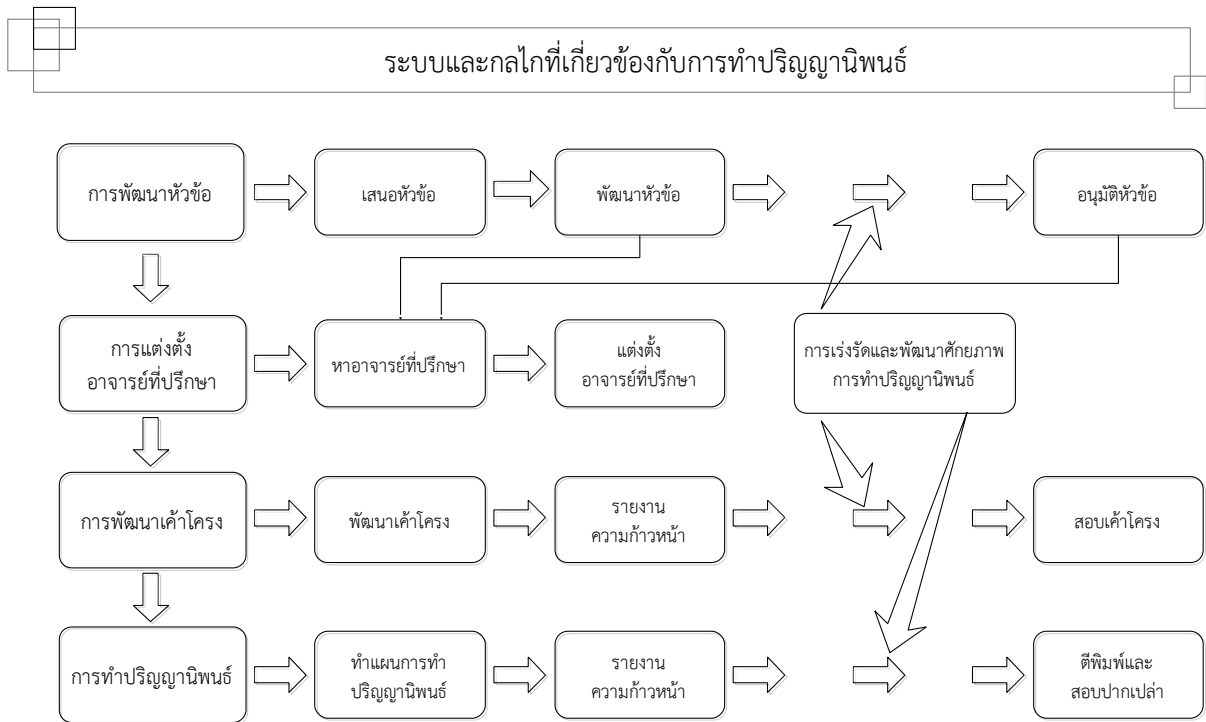 ระบบและกลไกที่เกี่ยวข้องกับการทำปริญญานิพนธ์
การพัฒนาหัวข้อ
เสนอหัวข้อ
พัฒนาหัวข้อ
อนุมัติหัวข้อ
การแต่งตั้ง
อาจารย์ที่ปรึกษา
หาอาจารย์ที่ปรึกษา
แต่งตั้ง
อาจารย์ที่ปรึกษา
การเร่งรัดและพัฒนาศักยภาพ
การทำปริญญานิพนธ์
การพัฒนาเค้าโครง
พัฒนาเค้าโครง
รายงาน
ความก้าวหน้า
สอบเค้าโครง
การทำปริญญานิพนธ์
ทำแผนการทำ
ปริญญานิพนธ์
รายงาน
ความก้าวหน้า
ตีพิมพ์และ
สอบปากเปล่า